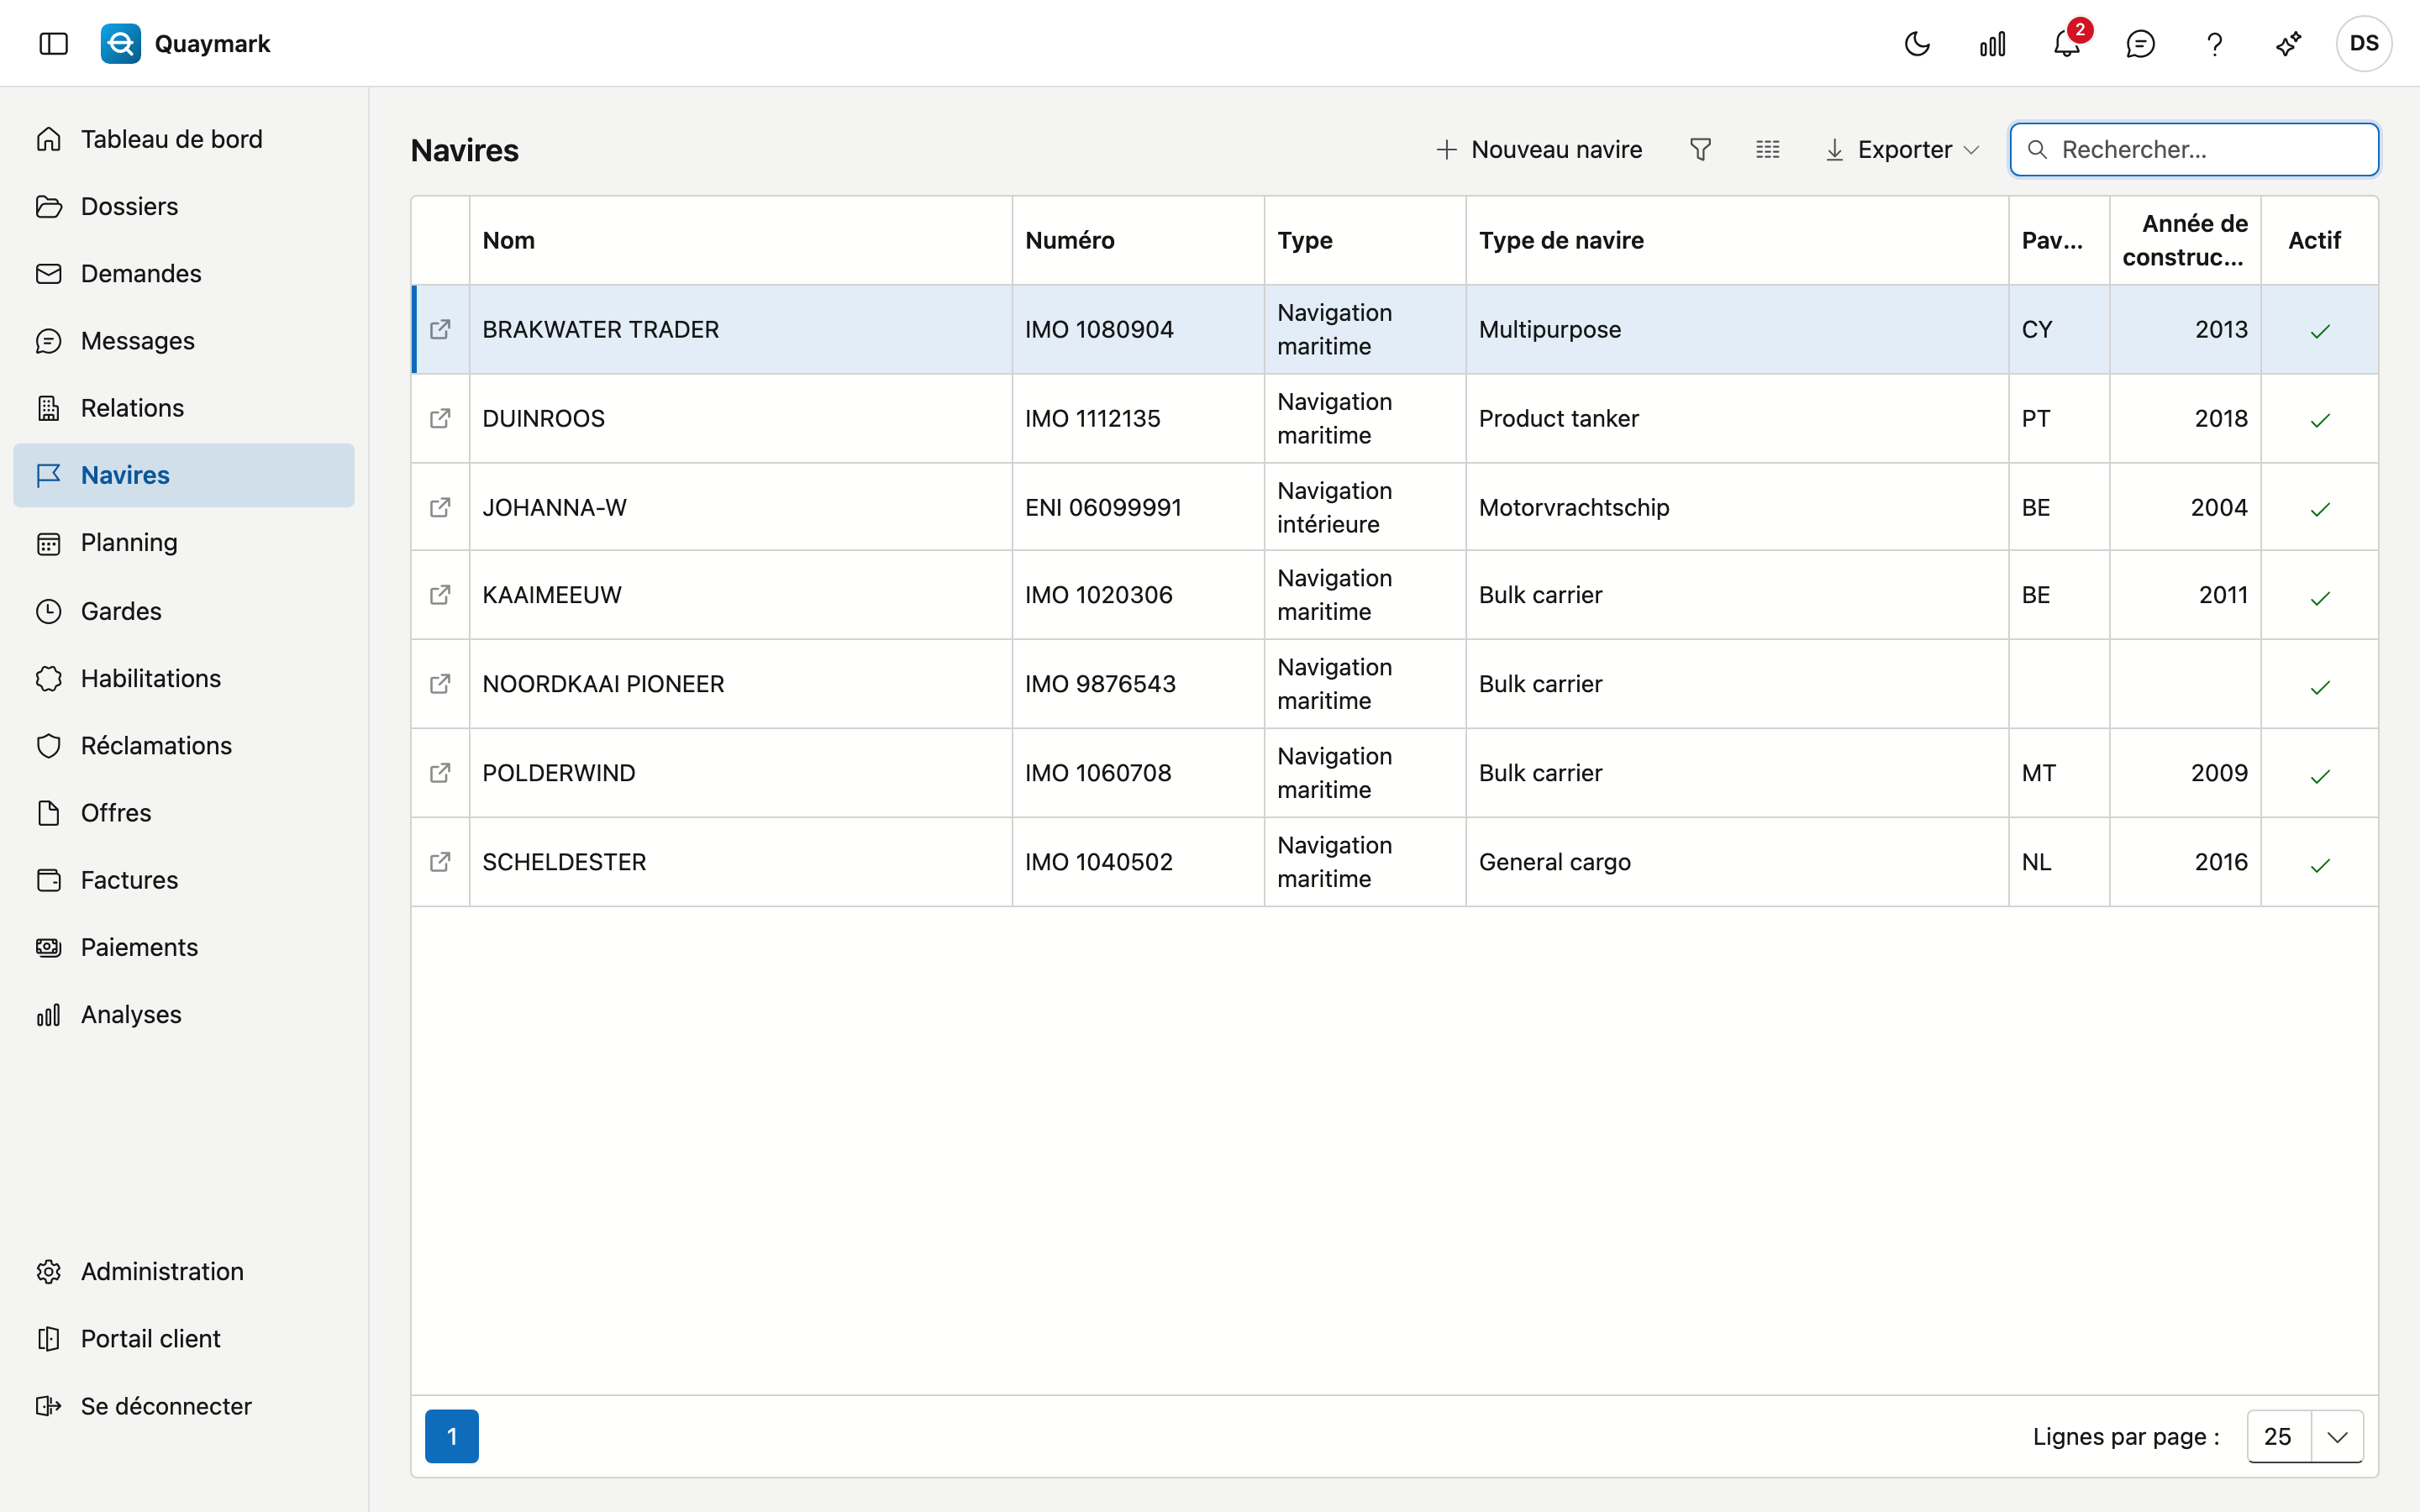 Quaymark
2
DS
Tableau de bord
Dossiers
Demandes
Messages
Relations
Navires
Planning
Gardes
Habilitations
Réclamations
Offres
Factures
Paiements
Analyses
Administration
Portail client
Se déconnecter
Navires
Nouveau navire
Exporter
Rechercher...
Nom Numéro Type Type de navire Pav... Année de construc... Actif
BRAKWATER TRADER IMO 1080904 Navigation maritime Multipurpose CY 2013
DUINROOS IMO 1112135 Navigation maritime Product tanker PT 2018
JOHANNA-W ENI 06099991 Navigation intérieure Motorvrachtschip BE 2004
KAAIMEEUW IMO 1020306 Navigation maritime Bulk carrier BE 2011
NOORDKAAI PIONEER IMO 9876543 Navigation maritime Bulk carrier
POLDERWIND IMO 1060708 Navigation maritime Bulk carrier MT 2009
SCHELDESTER IMO 1040502 Navigation maritime General cargo NL 2016
1
Lignes par page : 25